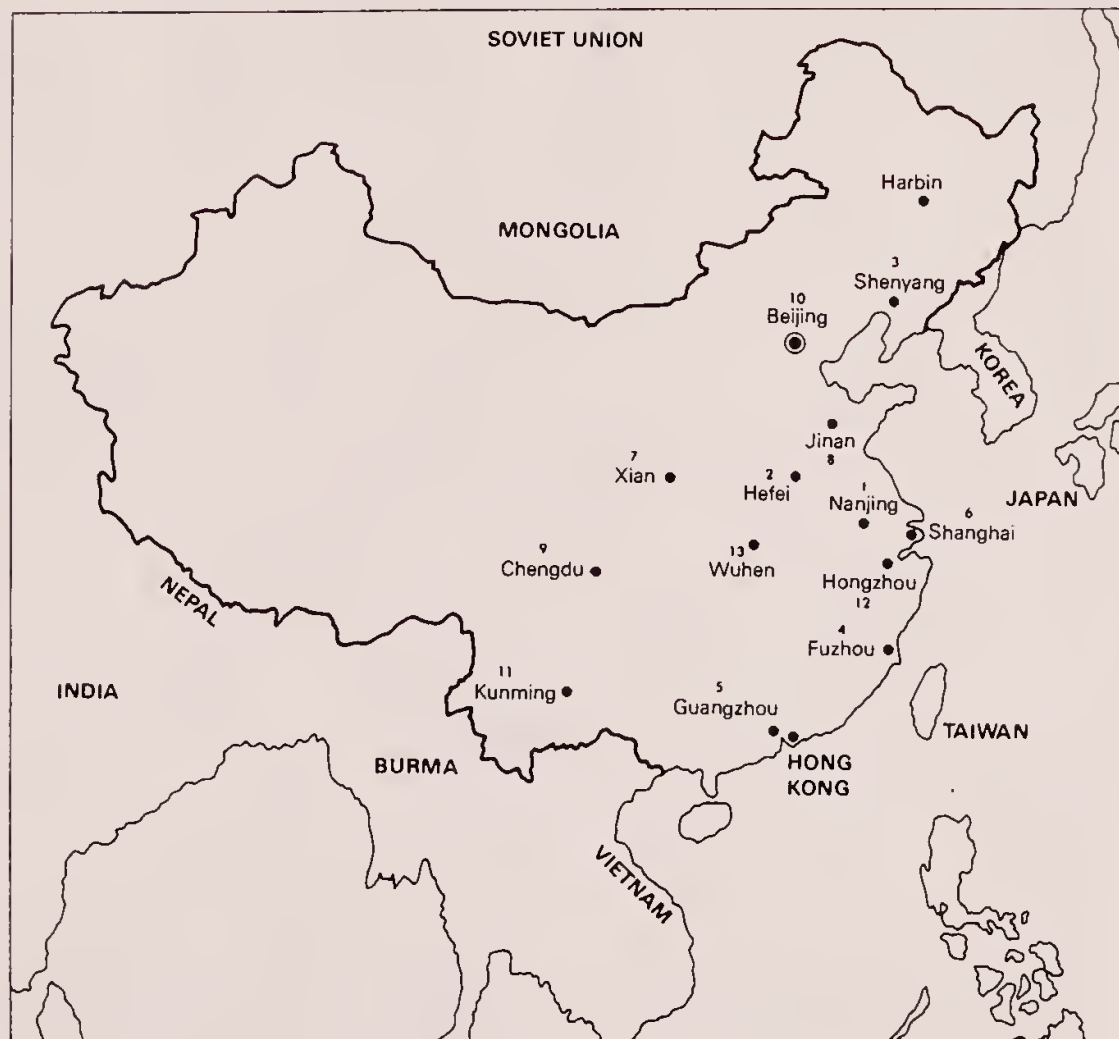 SOVIET UNION
Harbin
MONGOLIA
3
Shenyang
10
Beijing
KOREA
Jinan
8
7
Xian
2
Hefei
1
Nanjing
JAPAN
6
Shanghai
9
Chengdu
13
Wuhen
Hongzhou
12
NEPAL
4
Fuzhou
INDIA
11
Kunming
5
Guangzhou
TAIWAN
HONG
KONG
BURMA
VIETNAM